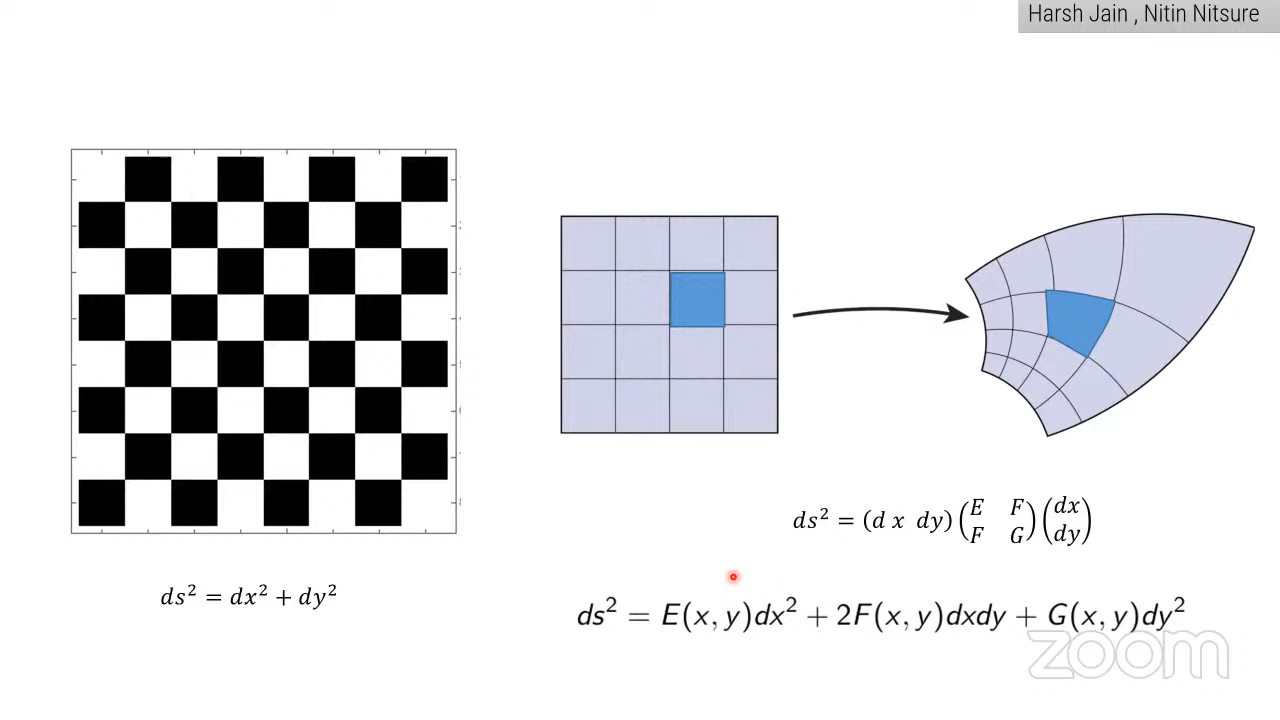 Harsh Jain , Nitin Nitsure
ds² = dx² + dy²
ds² = (d x dy) (E F F G) (dx dy)
ds² = E(x, y)dx² + 2F(x, y)dxdy + G(x, y)dy²
zoom